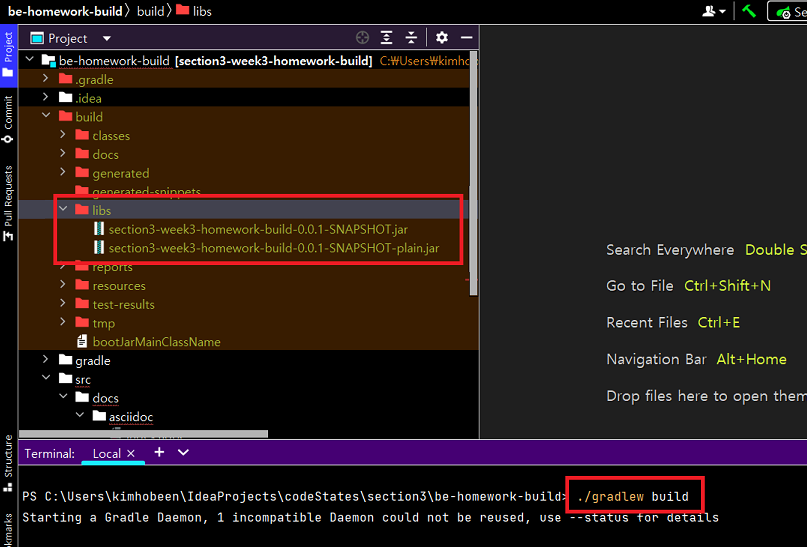 be-homework-build 〉 build 〉 libs
Se
Project
Project
be-homework-build [section3-week3-homework-build] C:₩Users₩kimho
.gradle
.idea
Commit
build
classes
docs
generated
Pull Requests
generated-snippets
libs
section3-week3-homework-build-0.0.1-SNAPSHOT.jar
section3-week3-homework-build-0.0.1-SNAPSHOT-plain.jar
reports
resources
test-results
tmp
bootJarMainClassName
gradle
src
docs
asciidoc
Search Everywhere Double S
Go to File Ctrl+Shift+N
Recent Files Ctrl+E
Navigation Bar Alt+Home
Drop files here to open them
Structure
kmarks
Terminal: Local × +
PS C:\Users\kimhobeen\IdeaProjects\codeStates\section3\be-homework-build> ./gradlew build
Starting a Gradle Daemon, 1 incompatible Daemon could not be reused, use --status for details